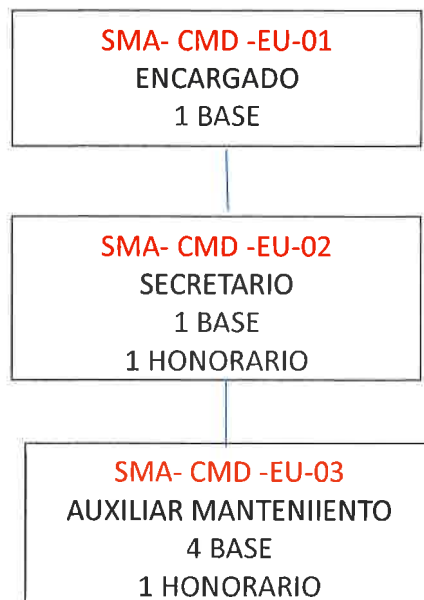 SMA- CMD -EU-01
ENCARGADO
1 BASE
SMA- CMD -EU-02
SECRETARIO
1 BASE
1 HONORARIO
SMA- CMD -EU-03
AUXILIAR MANTENIIENTO
4 BASE
1 HONORARIO